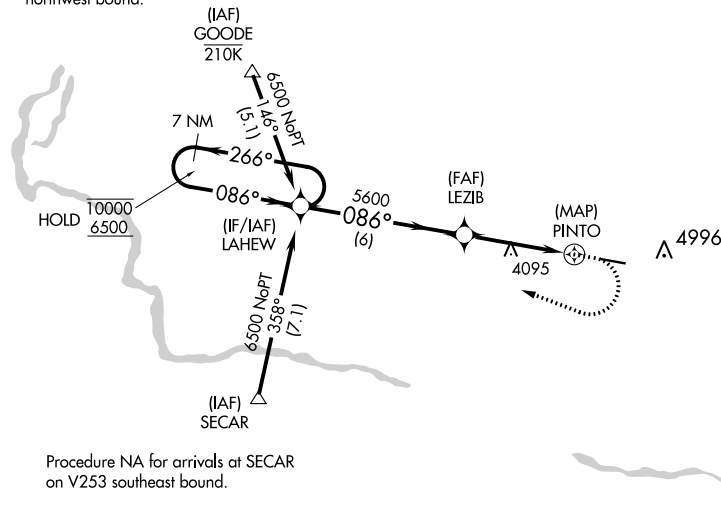 northwest bound.
(IAF)
GOODE
210K
6500 NoPT
146°
(5.1)
7 NM
266°
086°
HOLD
10000
6500
(IF/IAF)
LAHEW
5600
086°
(6)
(FAF)
LEZIB
(MAP)
PINTO
4095
4996
6500 NoPT
358°
(7.1)
(IAF)
SECAR
Procedure NA for arrivals at SECAR
on V253 southeast bound.